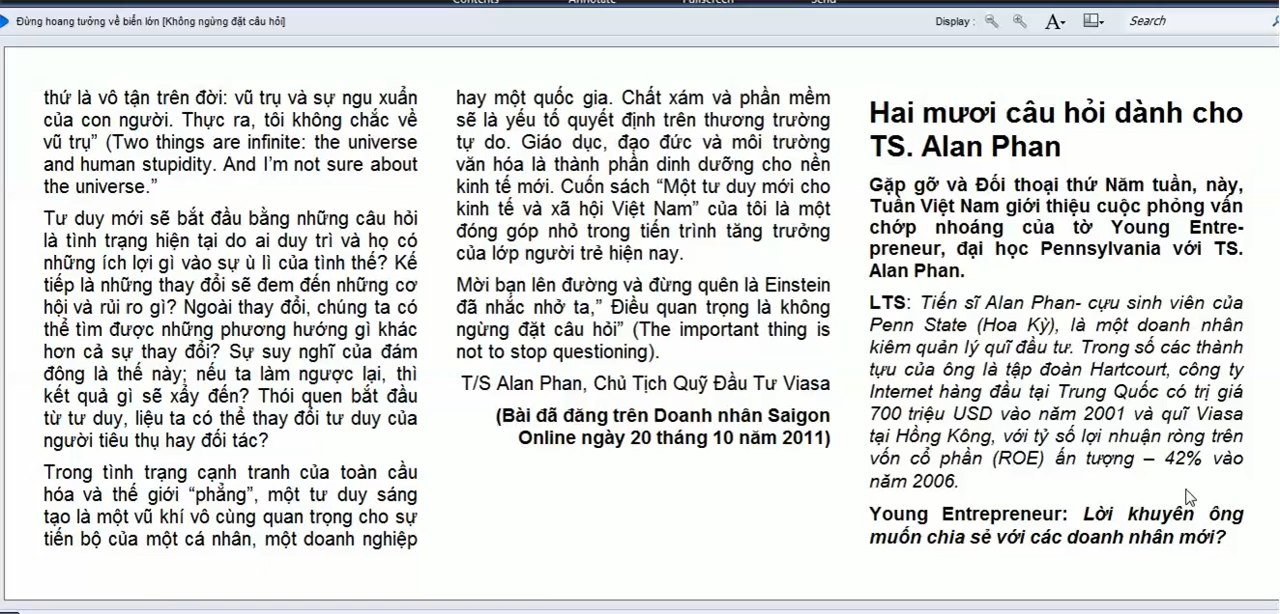 Contents Annotate Fullscreen Send
Đừng hoang tưởng về biển lớn [Không ngừng đặt câu hỏi]
Display : A Search
thứ là vô tận trên đời: vũ trụ và sự ngu xuẩn
của con người. Thực ra, tôi không chắc về
vũ trụ” (Two things are infinite: the universe
and human stupidity. And I’m not sure about
the universe.”
Tư duy mới sẽ bắt đầu bằng những câu hỏi
là tình trạng hiện tại do ai duy trì và họ có
những ích lợi gì vào sự ù lì của tình thế? Kế
tiếp là những thay đổi sẽ đem đến những cơ
hội và rủi ro gì? Ngoài thay đổi, chúng ta có
thể tìm được những phương hướng gì khác
hơn cả sự thay đổi? Sự suy nghĩ của đám
đông là thế này; nếu ta làm ngược lại, thì
kết quả gì sẽ xẩy đến? Thói quen bắt đầu
từ tư duy, liệu ta có thể thay đổi tư duy của
người tiêu thụ hay đối tác?
Trong tình trạng cạnh tranh của toàn cầu
hóa và thế giới “phẳng”, một tư duy sáng
tạo là một vũ khí vô cùng quan trọng cho sự
tiến bộ của một cá nhân, một doanh nghiệp
hay một quốc gia. Chất xám và phần mềm
sẽ là yếu tố quyết định trên thương trường
tự do. Giáo dục, đạo đức và môi trường
văn hóa là thành phần dinh dưỡng cho nền
kinh tế mới. Cuốn sách “Một tư duy mới cho
kinh tế và xã hội Việt Nam” của tôi là một
đóng góp nhỏ trong tiến trình tăng trưởng
của lớp người trẻ hiện nay.
Mời bạn lên đường và đừng quên là Einstein
đã nhắc nhở ta,” Điều quan trọng là không
ngừng đặt câu hỏi” (The important thing is
not to stop questioning).
T/S Alan Phan, Chủ Tịch Quỹ Đầu Tư Viasa
(Bài đã đăng trên Doanh nhân Saigon
Online ngày 20 tháng 10 năm 2011)
Hai mươi câu hỏi dành cho
TS. Alan Phan
Gặp gỡ và Đối thoại thứ Năm tuần, này,
Tuần Việt Nam giới thiệu cuộc phỏng vấn
chớp nhoáng của tờ Young Entre-
preneur, đại học Pennsylvania với TS.
Alan Phan.
LTS: Tiến sĩ Alan Phan- cựu sinh viên của
Penn State (Hoa Kỳ), là một doanh nhân
kiêm quản lý quĩ đầu tư. Trong số các thành
tựu của ông là tập đoàn Hartcourt, công ty
Internet hàng đầu tại Trung Quốc có trị giá
700 triệu USD vào năm 2001 và quĩ Viasa
tại Hồng Kông, với tỷ số lợi nhuận ròng trên
vốn cổ phần (ROE) ấn tượng – 42% vào
năm 2006.
Young Entrepreneur: Lời khuyên ông
muốn chia sẻ với các doanh nhân mới?